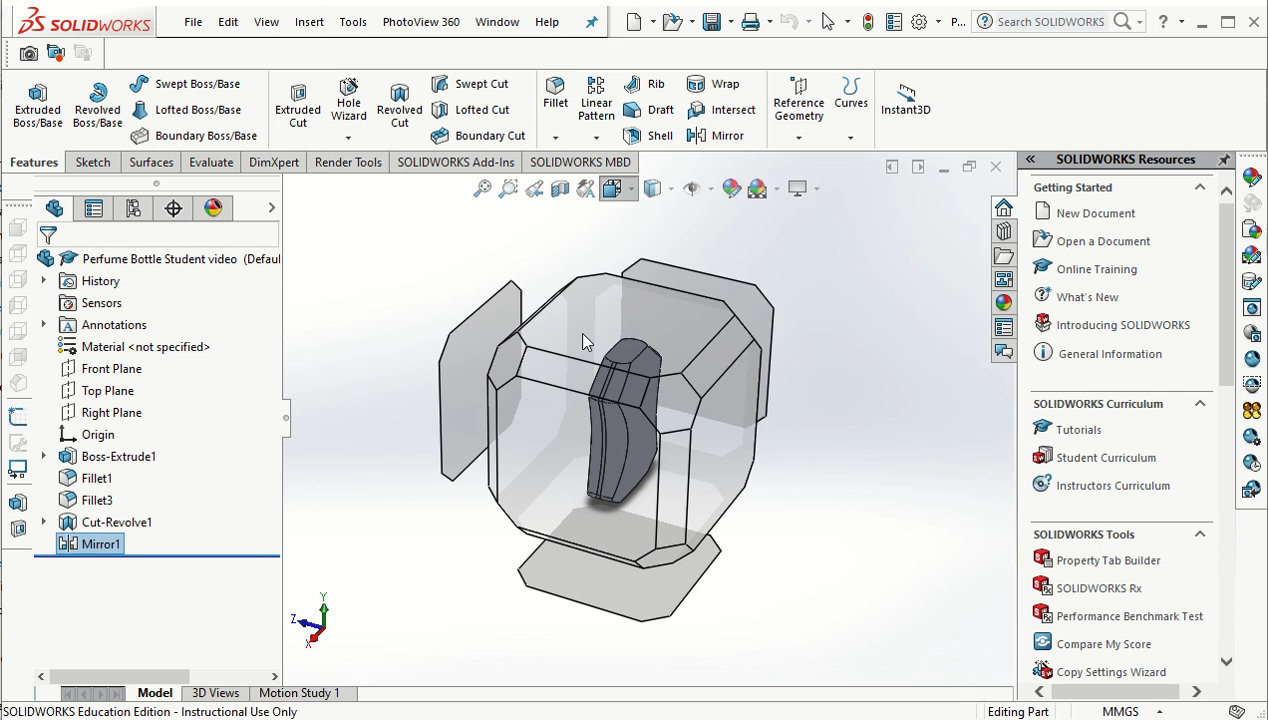 SOLIDWORKS File Edit View Insert Tools PhotoView 360 Window Help P... Search SOLIDWORKS ?
Extruded Boss/Base
Revolved Boss/Base
Swept Boss/Base
Lofted Boss/Base
Boundary Boss/Base
Extruded Cut
Hole Wizard
Revolved Cut
Swept Cut
Lofted Cut
Boundary Cut
Fillet
Linear Pattern
Rib
Draft
Shell
Wrap
Intersect
Mirror
Reference Geometry
Curves
Instant3D
Features Sketch Surfaces Evaluate DimXpert Render Tools SOLIDWORKS Add-Ins SOLIDWORKS MBD
Perfume Bottle Student video (Defaul
History
Sensors
Annotations
Material <not specified>
Front Plane
Top Plane
Right Plane
Origin
Boss-Extrude1
Fillet1
Fillet3
Cut-Revolve1
Mirror1
Y
Z
X
SOLIDWORKS Resources
Getting Started
New Document
Open a Document
Online Training
What's New
Introducing SOLIDWORKS
General Information
SOLIDWORKS Curriculum
Tutorials
Student Curriculum
Instructors Curriculum
SOLIDWORKS Tools
Property Tab Builder
SOLIDWORKS Rx
Performance Benchmark Test
Compare My Score
Copy Settings Wizard
Model 3D Views Motion Study 1
SOLIDWORKS Education Edition - Instructional Use Only Editing Part MMGS